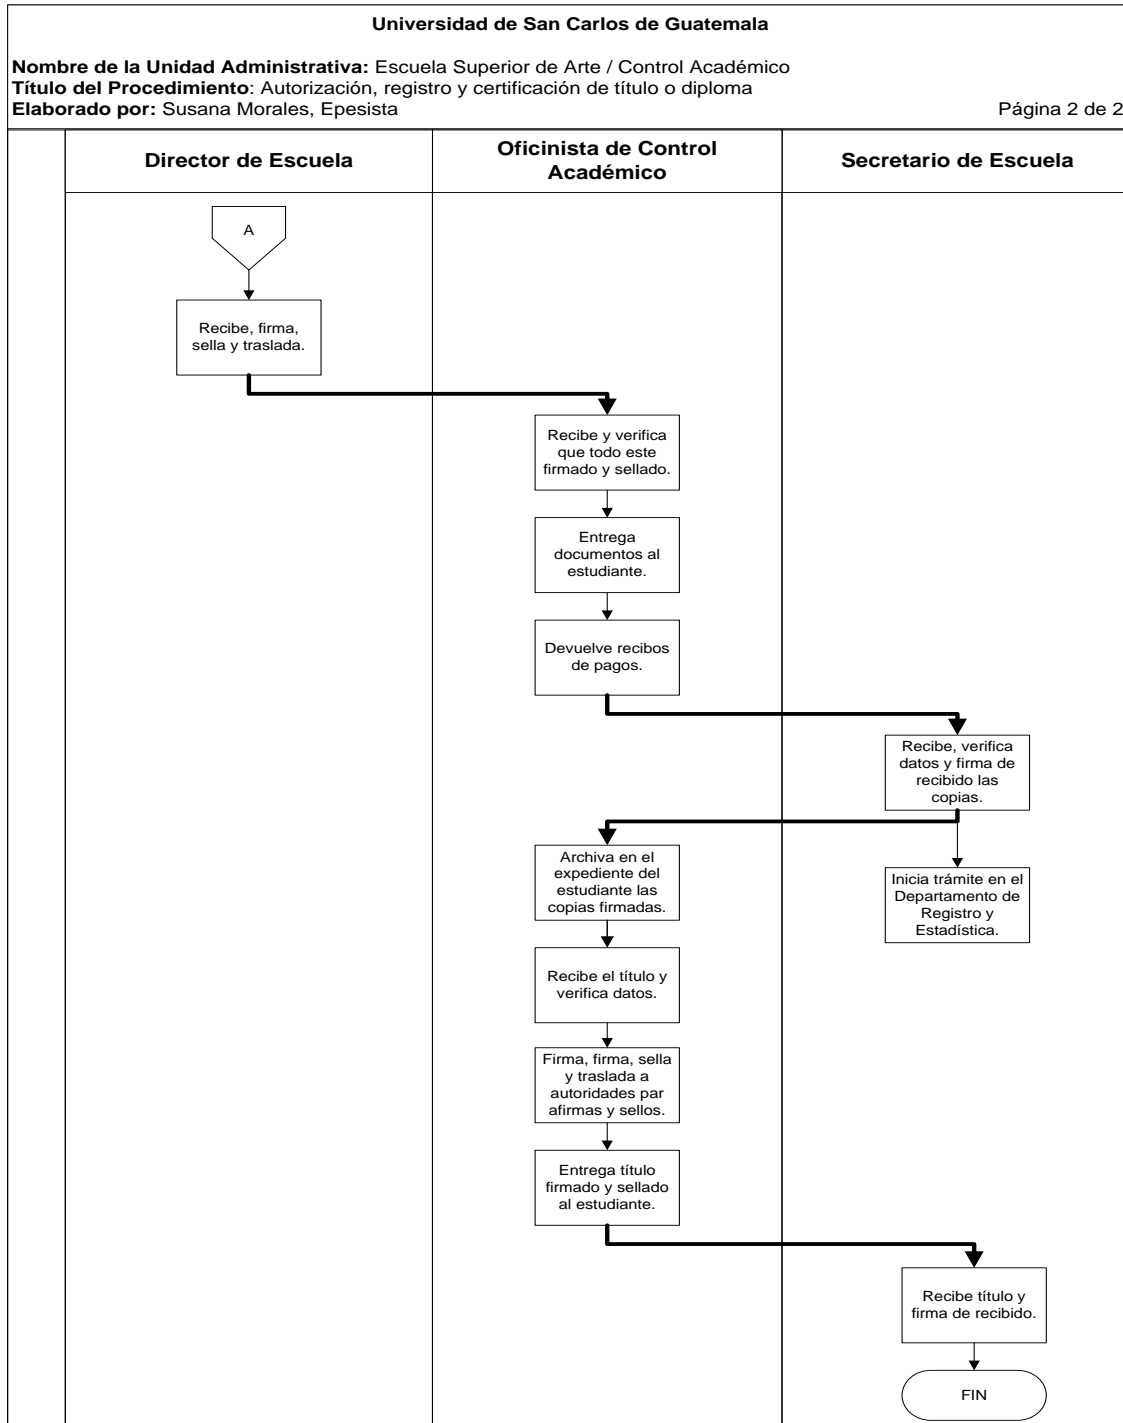 Universidad de San Carlos de Guatemala
Nombre de la Unidad Administrativa: Escuela Superior de Arte / Control Académico
Título del Procedimiento: Autorización, registro y certificación de título o diploma
Elaborado por: Susana Morales, Epesista
Página 2 de 2
Director de Escuela
Oficinista de Control
Académico
Secretario de Escuela
A
Recibe, firma,
sella y traslada.
Recibe y verifica
que todo este
firmado y sellado.
Entrega
documentos al
estudiante.
Devuelve recibos
de pagos.
Recibe, verifica
datos y firma de
recibido las
copias.
Archiva en el
expediente del
estudiante las
copias firmadas.
Inicia trámite en el
Departamento de
Registro y
Estadística.
Recibe el título y
verifica datos.
Firma, firma, sella
y traslada a
autoridades par
afirmas y sellos.
Entrega título
firmado y sellado
al estudiante.
Recibe título y
firma de recibido.
FIN